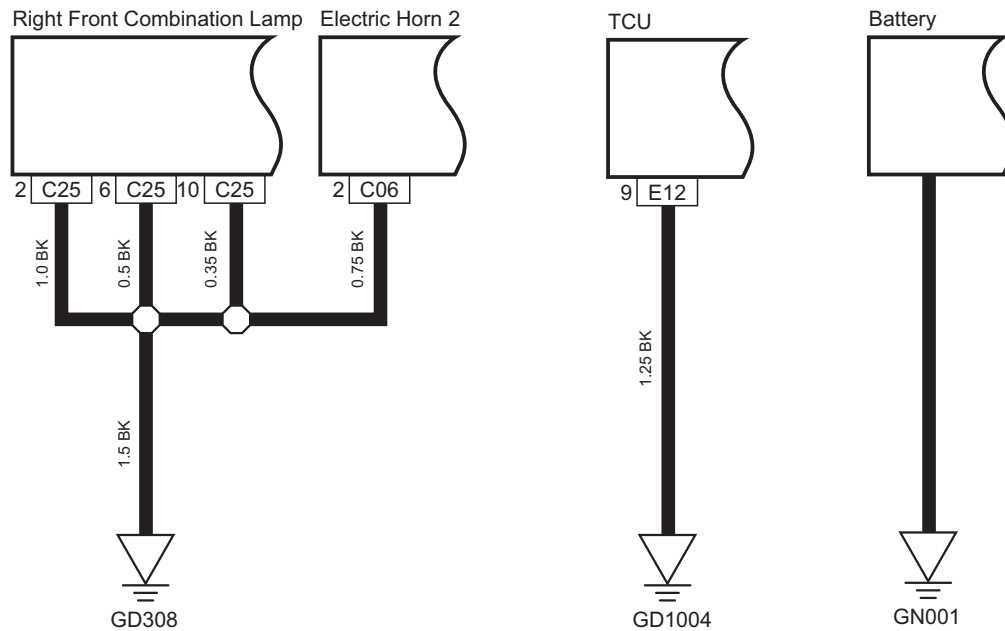 Right Front Combination Lamp
Electric Horn 2
TCU
Battery
2 C25 6 C25 10 C25
2 C06
9 E12
1.0 BK
0.5 BK
0.35 BK
0.75 BK
1.25 BK
1.5 BK
GD308
GD1004
GN001